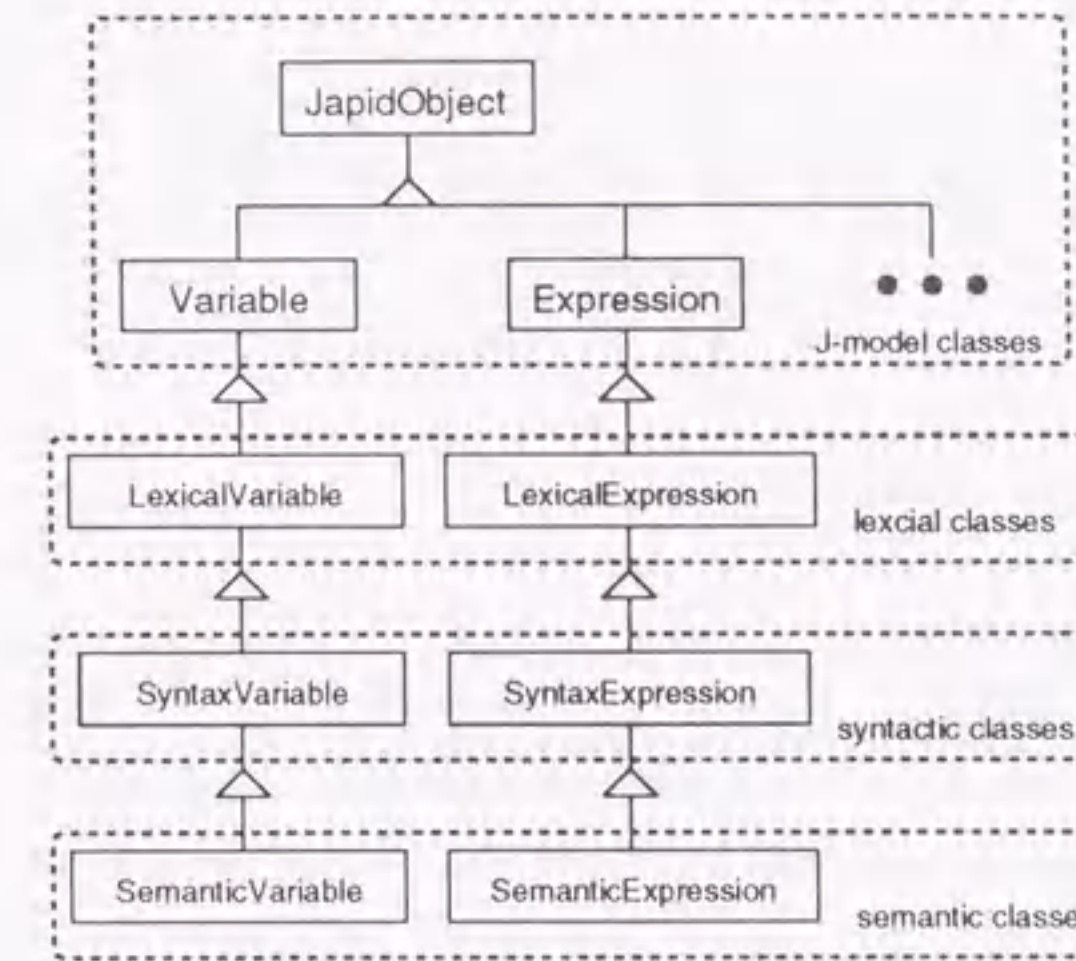 JapidObject
Variable
Expression
J-model classes
LexicalVariable
LexicalExpression
lexcial classes
SyntaxVariable
SyntaxExpression
syntactic classes
SemanticVariable
SemanticExpression
semantic classe